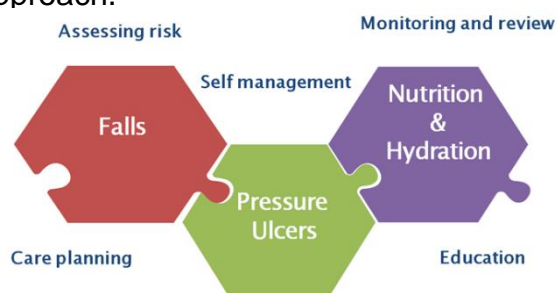 Assessing risk
Monitoring and review
Self management
Falls
Nutrition
&
Hydration
Pressure
Ulcers
Care planning
Education